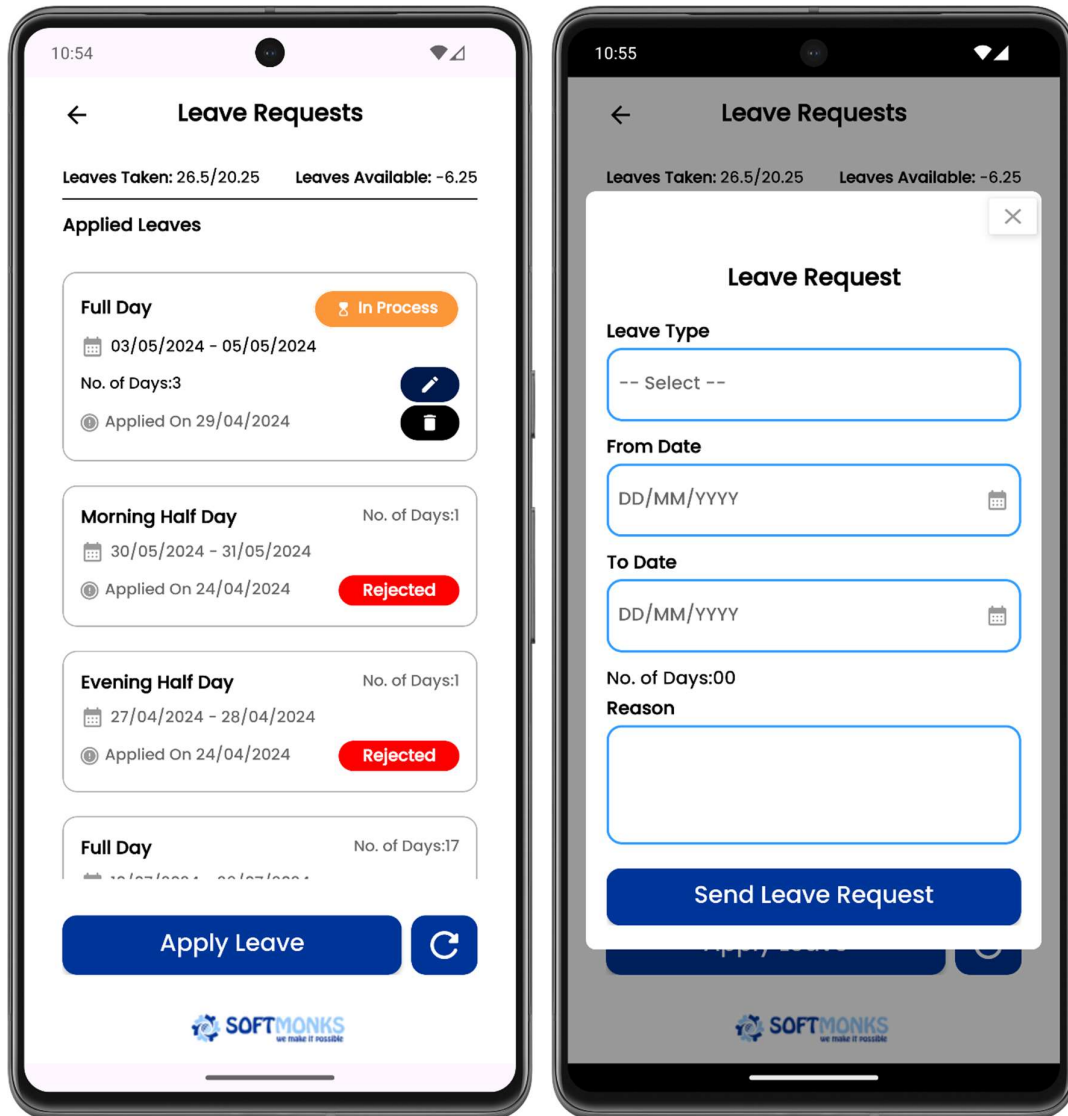 10:54
Leave Requests
Leaves Taken: 26.5/20.25 Leaves Available: -6.25
Applied Leaves
Full Day In Process
03/05/2024 - 05/05/2024
No. of Days:3
Applied On 29/04/2024
Morning Half Day No. of Days:1
30/05/2024 - 31/05/2024
Applied On 24/04/2024 Rejected
Evening Half Day No. of Days:1
27/04/2024 - 28/04/2024
Applied On 24/04/2024 Rejected
Full Day No. of Days:17
Apply Leave
SOFTMONKS
we make it possible
10:55
Leave Requests
Leaves Taken: 26.5/20.25 Leaves Available: -6.25
Leave Request
Leave Type
-- Select --
From Date
DD/MM/YYYY
To Date
DD/MM/YYYY
No. of Days:00
Reason
Send Leave Request
Apply Leave
SOFTMONKS
we make it possible